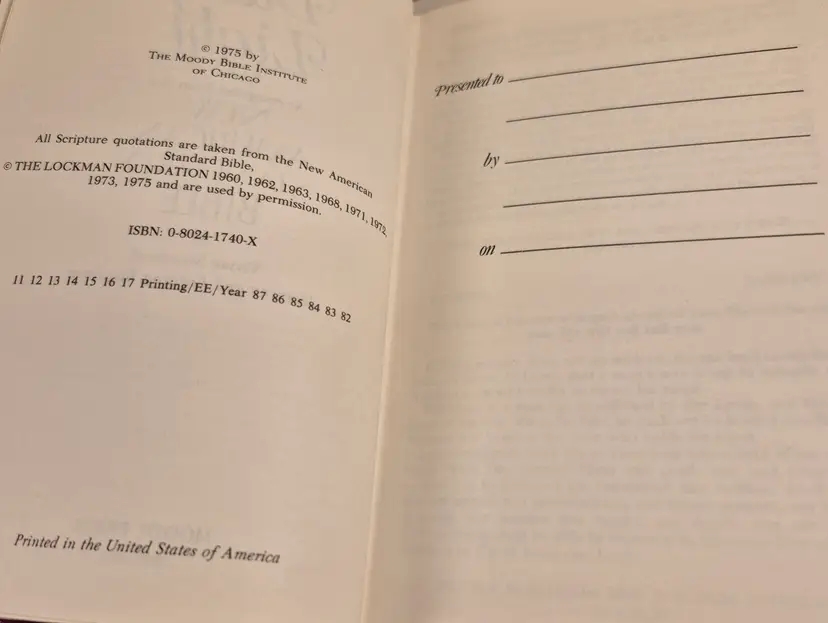 © 1975 by
THE MOODY BIBLE INSTITUTE
OF CHICAGO
All Scripture quotations are taken from the New American
Standard Bible,
© THE LOCKMAN FOUNDATION 1960, 1962, 1963, 1968, 1971, 1972,
1973, 1975 and are used by permission.
ISBN: 0-8024-1740-X
11 12 13 14 15 16 17 Printing/EE/Year 87 86 85 84 83 82
Printed in the United States of America
Presented to
by
on